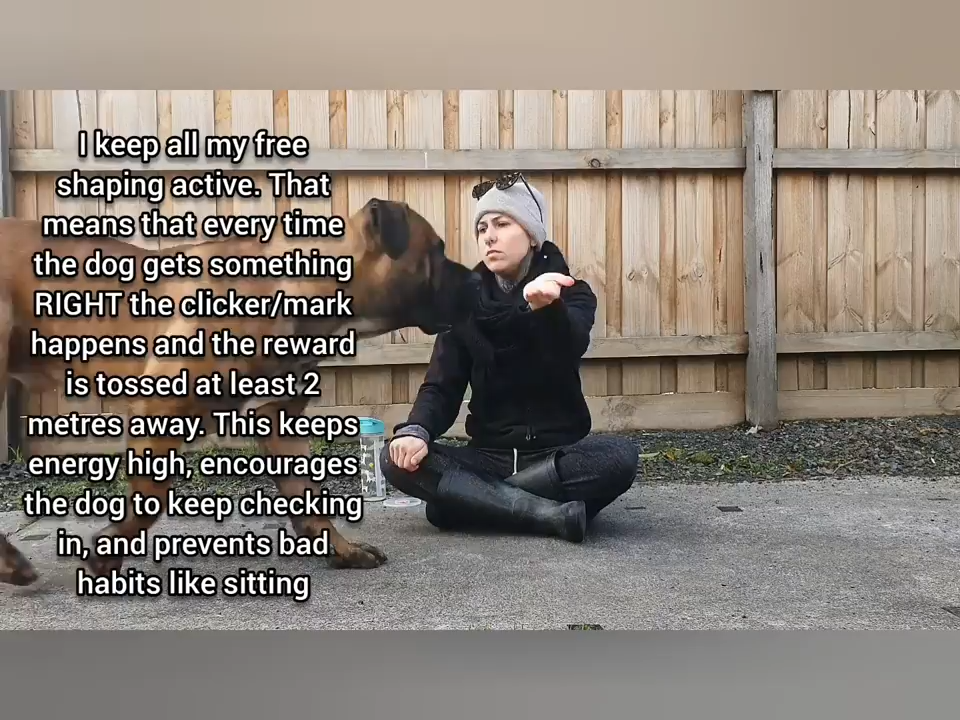 I keep all my free
shaping active. That
means that every time
the dog gets something
RIGHT the clicker/mark
happens and the reward
is tossed at least 2
metres away. This keeps
energy high, encourages
the dog to keep checking
in, and prevents bad
habits like sitting